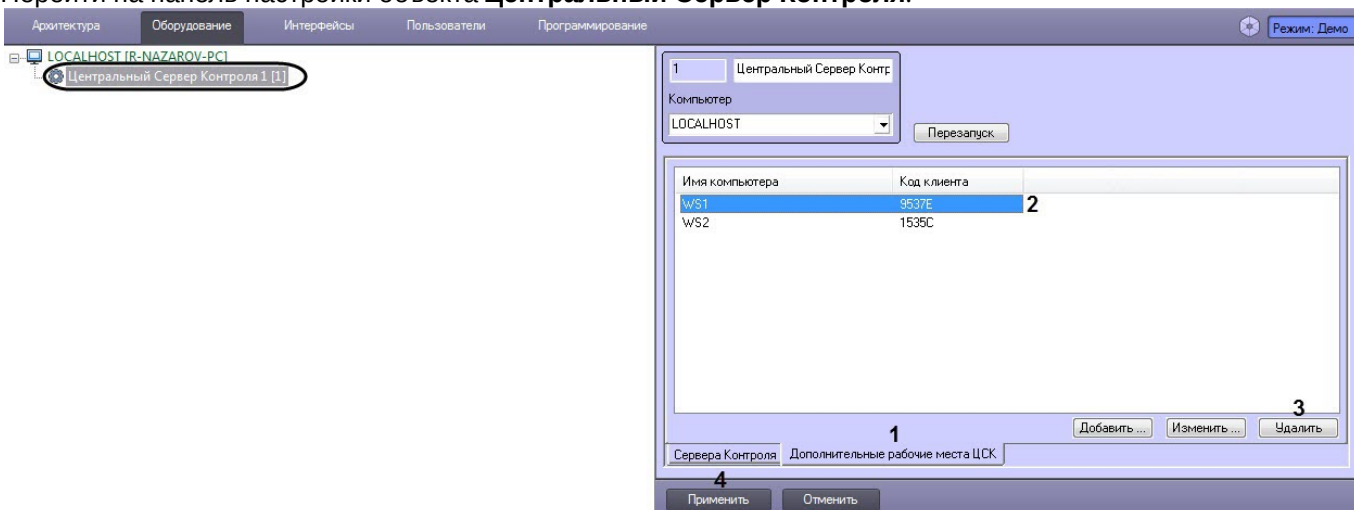 Перейти на панель настройки объекта Центральный Сервер Контроля.
Архитектура Оборудование Интерфейсы Пользователи Программирование Режим: Демо
LOCALHOST [R-NAZAROV-PC]
Центральный Сервер Контроля 1 [1]
1 Центральный Сервер Контр
Компьютер
LOCALHOST
Перезапуск
Имя компьютера Код клиента
WS1 9537E 2
WS2 1535C
3
Добавить ... Изменить ... Удалить
1
Сервера Контроля Дополнительные рабочие места ЦСК
4
Применить Отменить